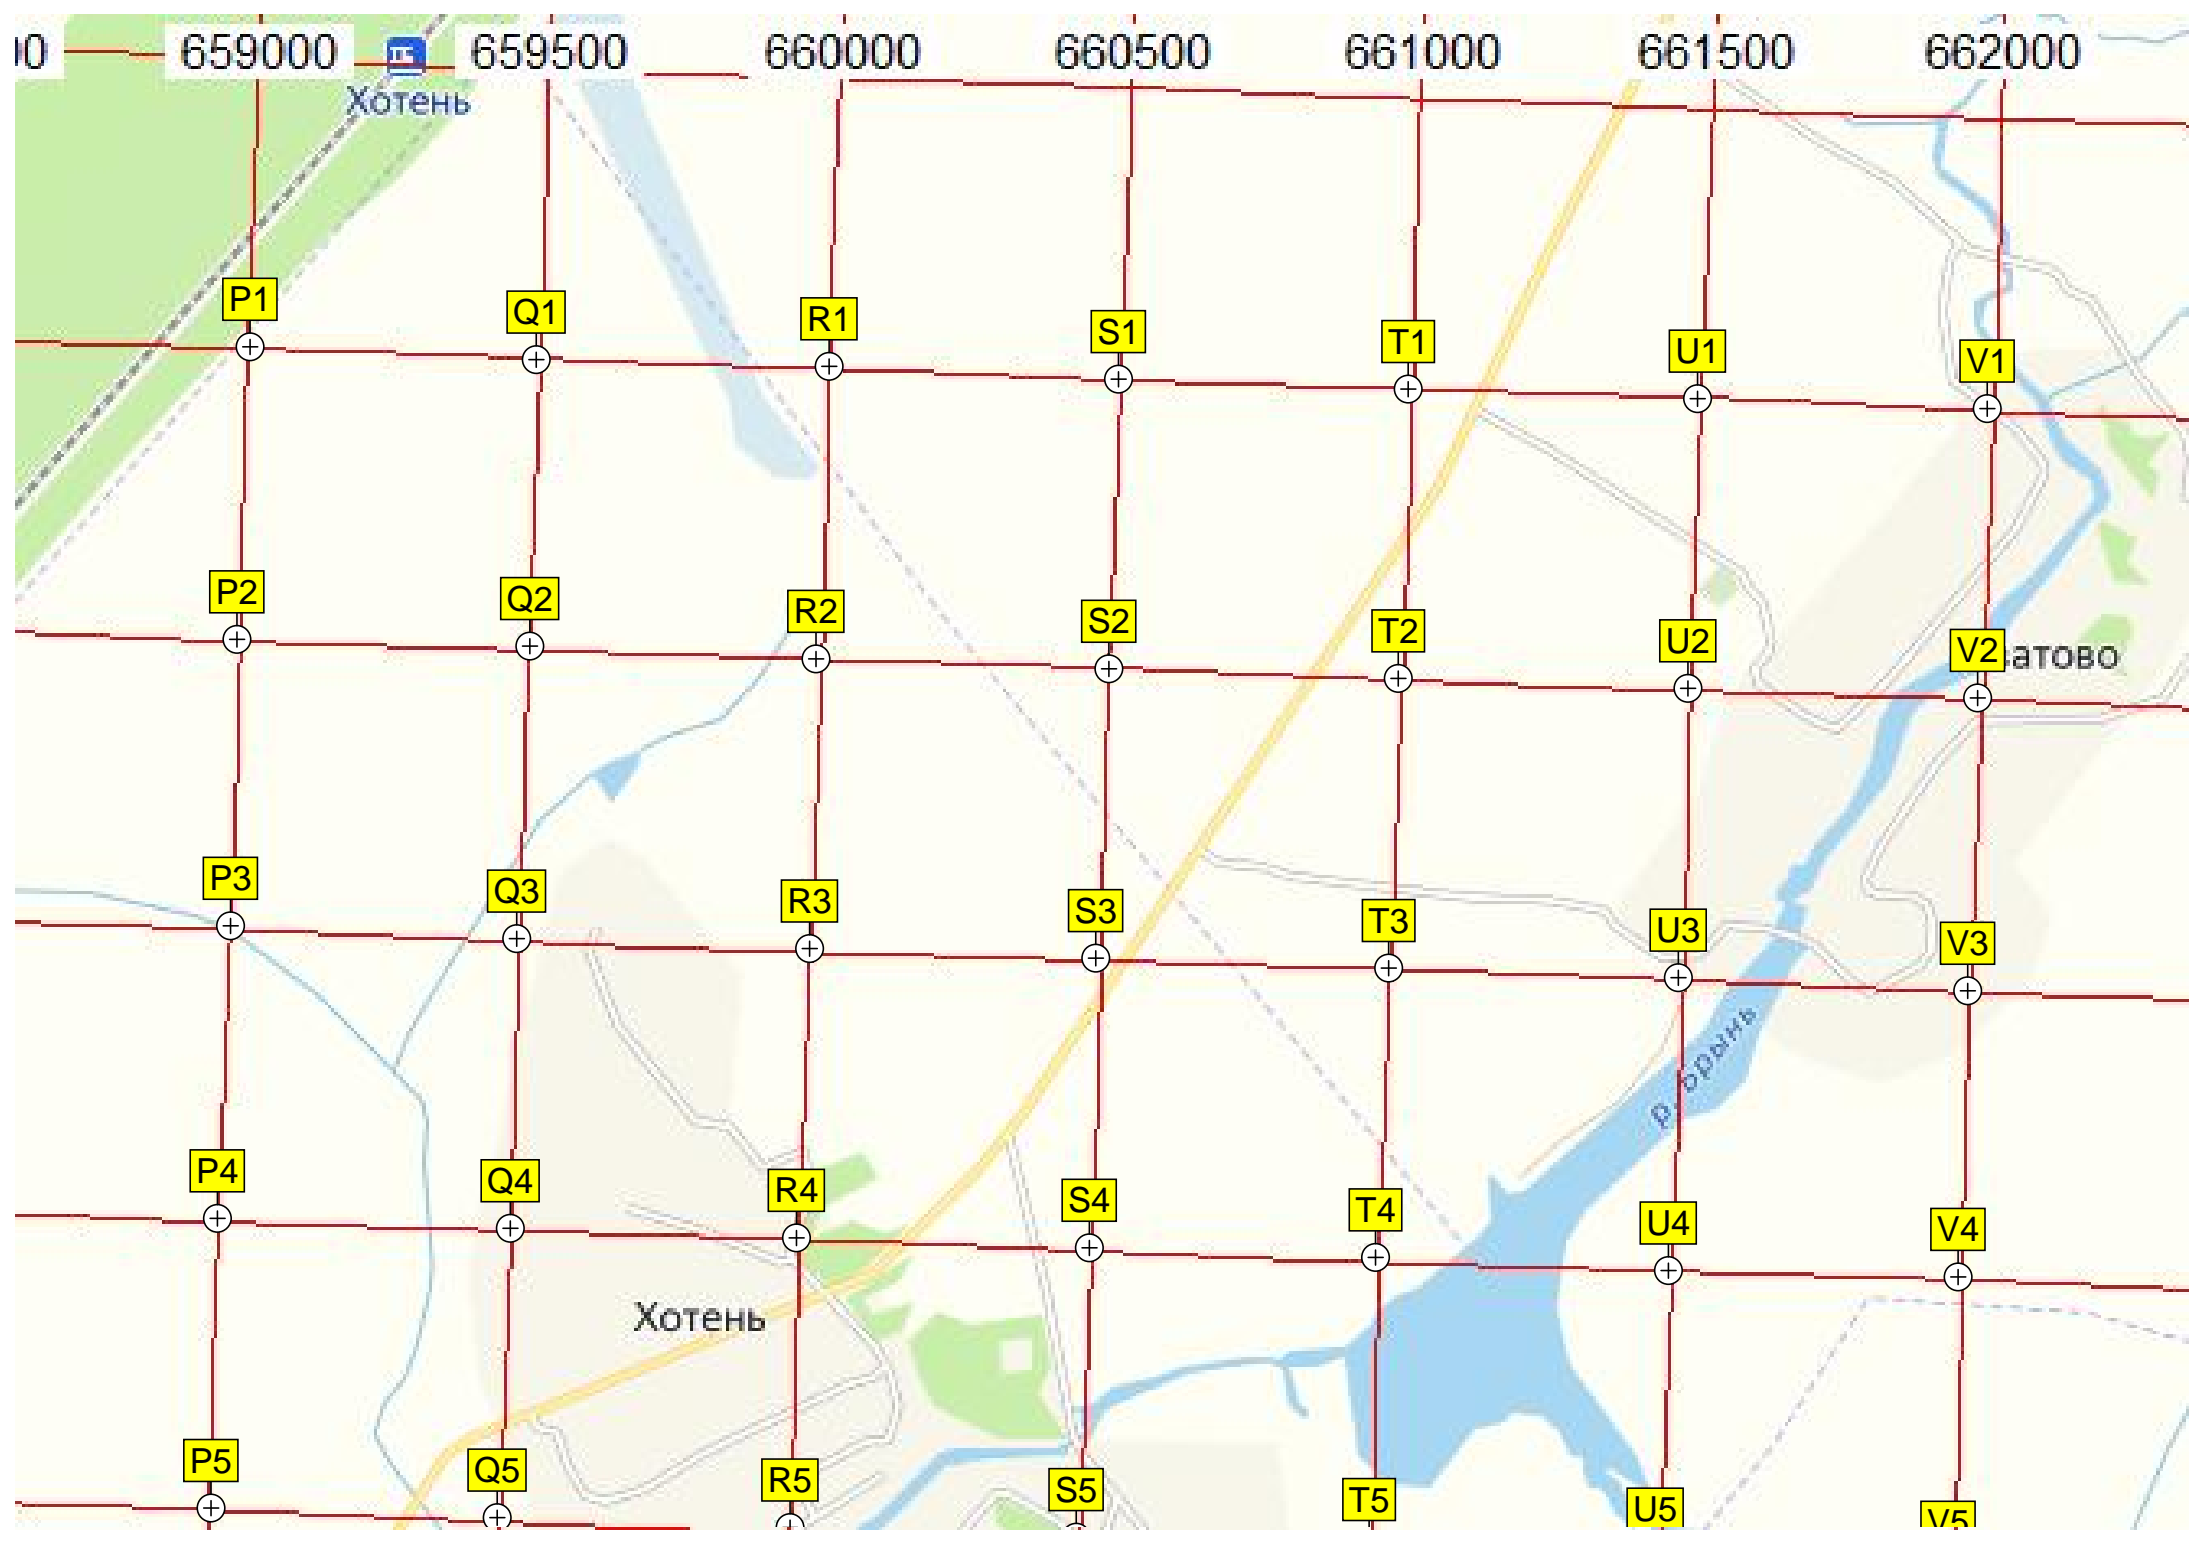 659000 659500 660000 660500 661000 661500 662000
Хотень
P1 Q1 R1 S1 T1 U1 V1
P2 Q2 R2 S2 T2 U2 V2
P3 Q3 R3 S3 T3 U3 V3
р. Брынь
P4 Q4 R4 S4 T4 U4 V4
Хотень
P5 Q5 R5 S5 T5 U5 V5